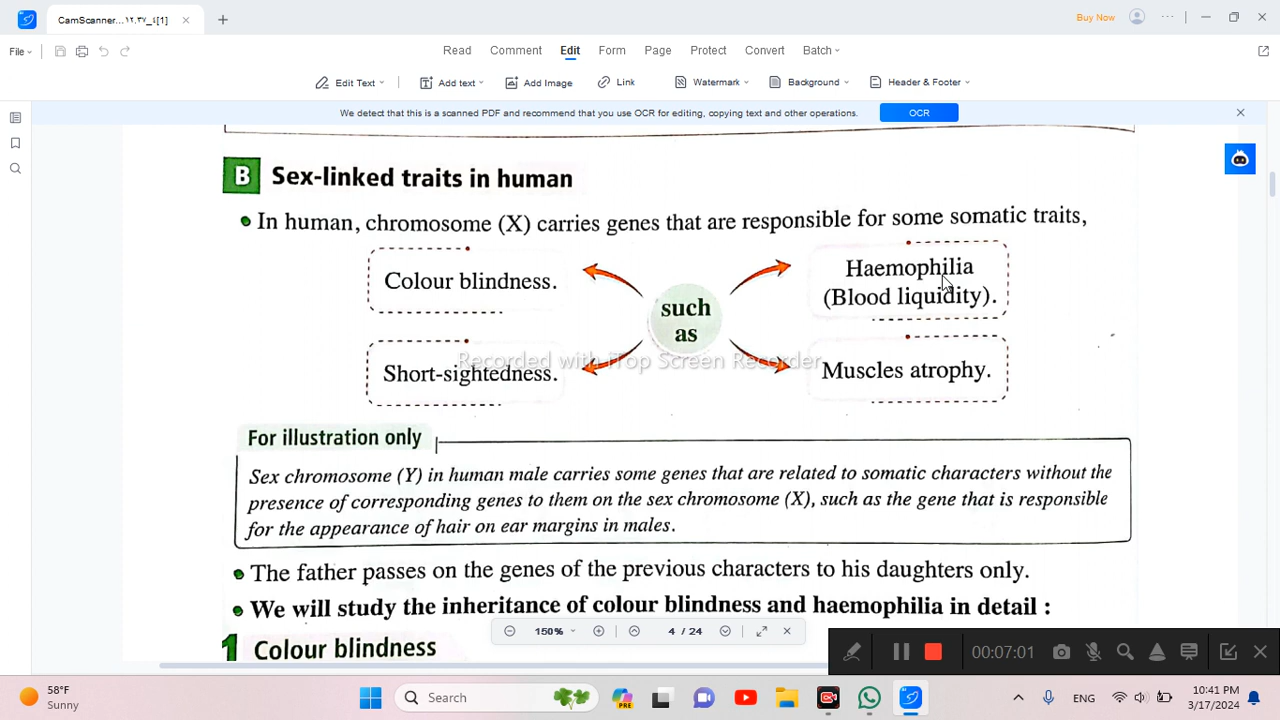 CamScanner...
Buy Now
File
Read Comment Edit Form Page Protect Convert Batch
Edit Text Add text Add Image Link Watermark Background Header & Footer
We detect that this is a scanned PDF and recommend that you use OCR for editing, copying text and other operations. OCR
B Sex-linked traits in human
In human, chromosome (X) carries genes that are responsible for some somatic traits,
Colour blindness.
such
as
Haemophilia
(Blood liquidity).
Short-sightedness.
Muscles atrophy.
Recorded with iTop Screen Recorder
For illustration only
Sex chromosome (Y) in human male carries some genes that are related to somatic characters without the
presence of corresponding genes to them on the sex chromosome (X), such as the gene that is responsible
for the appearance of hair on ear margins in males.
The father passes on the genes of the previous characters to his daughters only.
We will study the inheritance of colour blindness and haemophilia in detail :
1 Colour blindness
150% 4 / 24
00:07:01
58°F
Sunny
Search
PRE
ENG
10:41 PM
3/17/2024